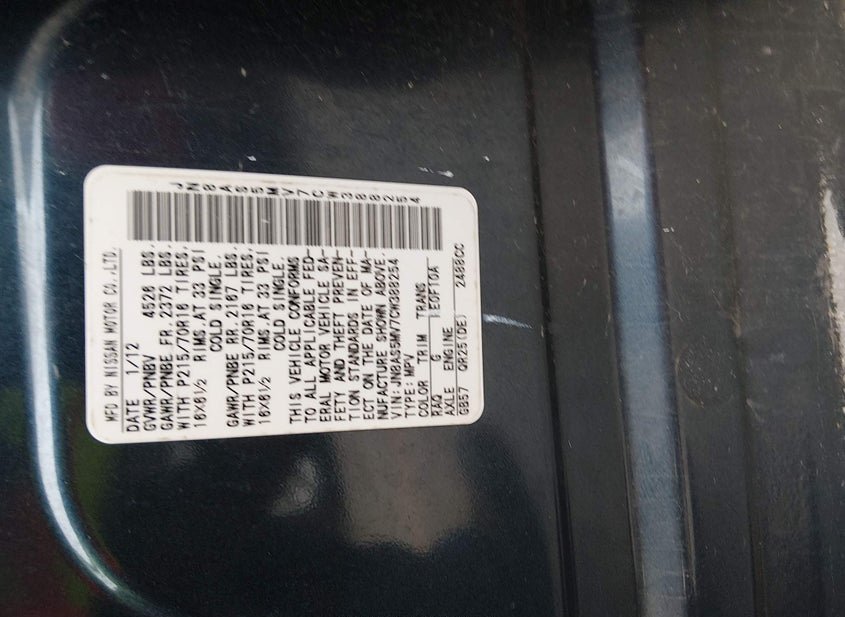 MFD BY NISSAN MOTOR CO.,LTD.
JN8AS5MV7CW388254
DATE 1/12
GVWR/PNBV 4528 LBS.
GAWR/PNBE FR. 2372 LBS.
WITH P215/70R16 TIRES,
16X6½ RIMS.AT 33 PSI
COLD SINGLE.
GAWR/PNBE RR. 2167 LBS.
WITH P215/70R16 TIRES,
16X6½ RIMS.AT 33 PSI
COLD SINGLE.
THIS VEHICLE CONFORMS
TO ALL APPLICABLE FED-
ERAL MOTOR VEHICLE SA-
FETY AND THEFT PREVEN-
TION STANDARDS IN EFF-
ECT ON THE DATE OF MA-
NUFACTURE SHOWN ABOVE.
VIN:JN8AS5MV7CW388254
TYPE: MPV
COLOR TRIM TRANS
RAQ G RE0F10A
AXLE ENGINE
GB57 QR25(DE) 2488CC